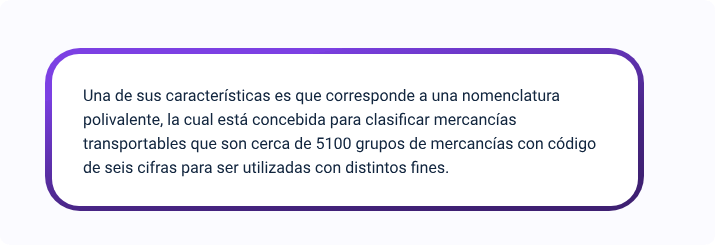 Una de sus características es que corresponde a una nomenclatura
polivalente, la cual está concebida para clasificar mercancías
transportables que son cerca de 5100 grupos de mercancías con código
de seis cifras para ser utilizadas con distintos fines.